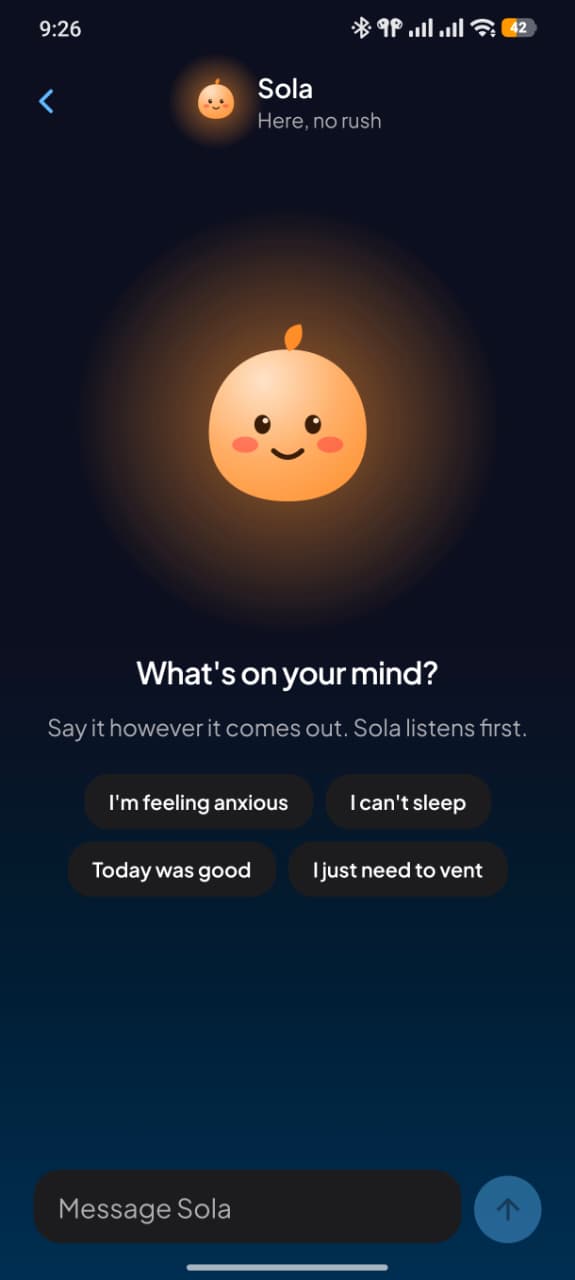 9:26
42
Sola
Here, no rush
What's on your mind?
Say it however it comes out. Sola listens first.
I'm feeling anxious
I can't sleep
Today was good
I just need to vent
Message Sola